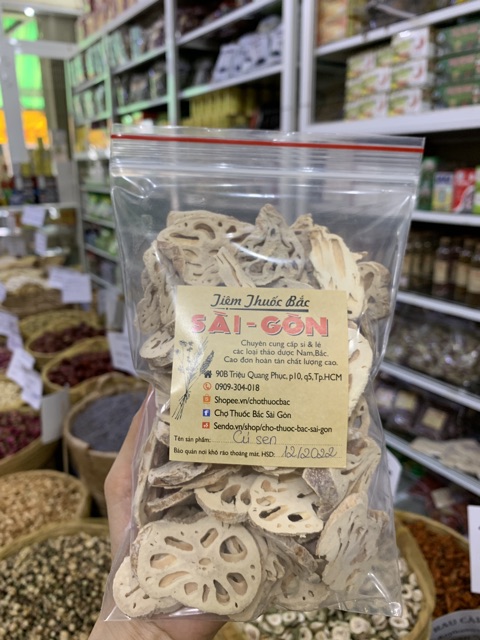 Tiệm Thuốc Bắc
SÀI-GÒN
Chuyên cung cấp sỉ & lẻ
các loại thảo dược Nam,Bắc.
Cao đơn hoàn tán chất lượng cao.
90B Triệu Quang Phục, p10, q5,Tp.HCM
0909-304-018
Shopee.vn/chothuocbac
Chợ Thuốc Bắc Sài Gòn
Sendo.vn/shop/cho-thuoc-bac-sai-gon
Tên sản phẩm: Củ sen
Bảo quản nơi khô ráo thoáng mát. HSD: 12/2022